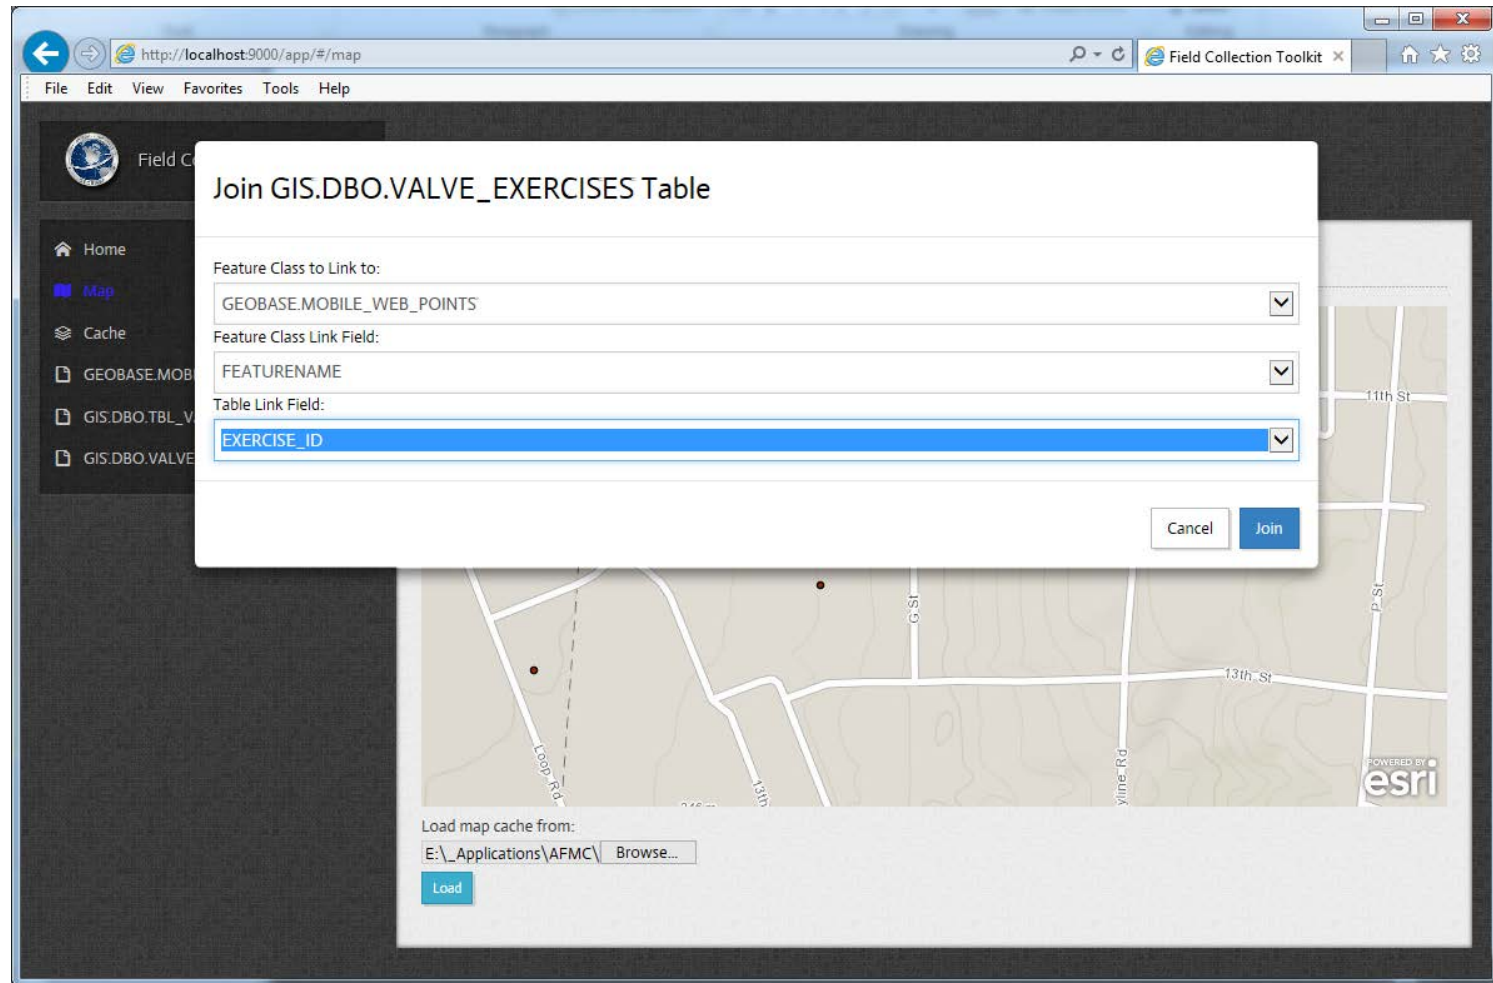 http://localhost:9000/app/#/map
Field Collection Toolkit
File Edit View Favorites Tools Help
Field C
Join GIS.DBO.VALVE_EXERCISES Table
Home
Map
Cache
GEOBASE.MOB
GIS.DBO.TBL_V
GIS.DBO.VALVE
Feature Class to Link to:
GEOBASE.MOBILE_WEB_POINTS
Feature Class Link Field:
FEATURENAME
Table Link Field:
EXERCISE_ID
Cancel Join
11th St
G St
P St
13th St
Loop Rd
13th
yline Rd
POWERED BY
esri
Load map cache from:
E:\_Applications\AFMC\ Browse...
Load